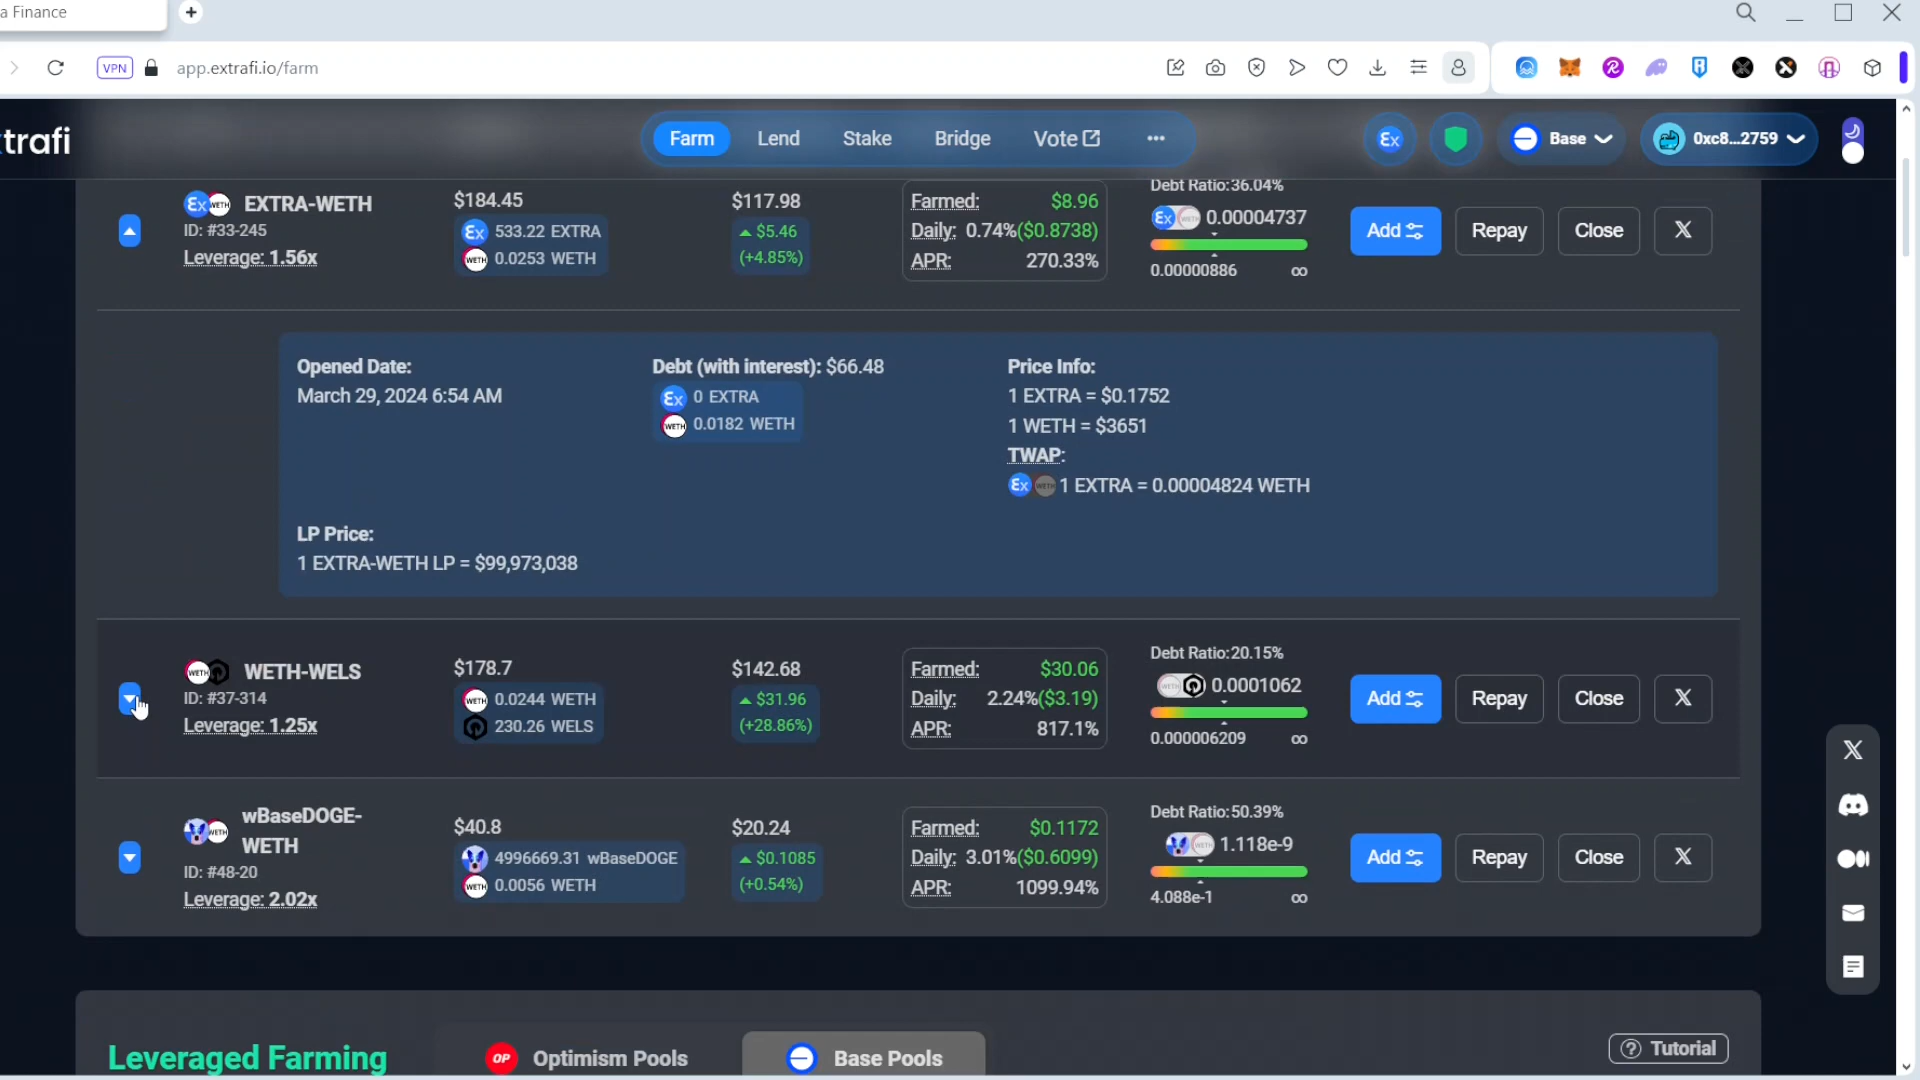 a Finance
VPN
app.extrafi.io/farm
trafi
Farm
Lend
Stake
Bridge
Vote
Base
0xc8...2759
EXTRA-WETH
ID: #33-245
Leverage: 1.56x
$184.45
533.22 EXTRA
0.0253 WETH
$117.98
$5.46
(+4.85%)
Farmed: $8.96
Daily: 0.74%($0.8738)
APR: 270.33%
Debt Ratio:36.04%
0.00004737
0.00000886 ∞
Add
Repay
Close
Opened Date:
March 29, 2024 6:54 AM
Debt (with interest): $66.48
0 EXTRA
0.0182 WETH
Price Info:
1 EXTRA = $0.1752
1 WETH = $3651
TWAP:
1 EXTRA = 0.00004824 WETH
LP Price:
1 EXTRA-WETH LP = $99,973,038
WETH-WELS
ID: #37-314
Leverage: 1.25x
$178.7
0.0244 WETH
230.26 WELS
$142.68
$31.96
(+28.86%)
Farmed: $30.06
Daily: 2.24%($3.19)
APR: 817.1%
Debt Ratio:20.15%
0.0001062
0.000006209 ∞
Add
Repay
Close
wBaseDOGE-
WETH
ID: #48-20
Leverage: 2.02x
$40.8
4996669.31 wBaseDOGE
0.0056 WETH
$20.24
$0.1085
(+0.54%)
Farmed: $0.1172
Daily: 3.01%($0.6099)
APR: 1099.94%
Debt Ratio:50.39%
1.118e-9
4.088e-1 ∞
Add
Repay
Close
Leveraged Farming
OP Optimism Pools
Base Pools
Tutorial